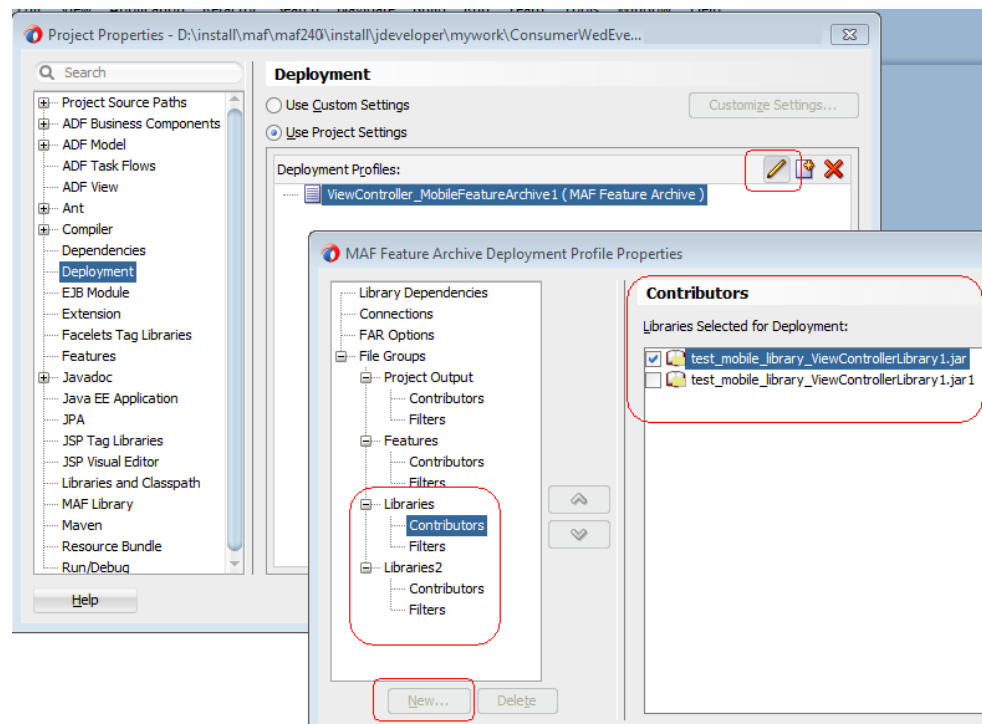 Project Properties - D:\install\maf\maf240\install\jdeveloper\mywork\ConsumerWedEve...
Search
Project Source Paths
ADF Business Components
ADF Model
ADF Task Flows
ADF View
Ant
Compiler
Dependencies
Deployment
EJB Module
Extension
Facelets Tag Libraries
Features
Javadoc
Java EE Application
JPA
JSP Tag Libraries
JSP Visual Editor
Libraries and Classpath
MAF Library
Maven
Resource Bundle
Run/Debug
Help
Deployment
Use Custom Settings
Customize Settings...
Use Project Settings
Deployment Profiles:
ViewController_MobileFeatureArchive1 ( MAF Feature Archive )
MAF Feature Archive Deployment Profile Properties
Library Dependencies
Connections
FAR Options
File Groups
Project Output
Contributors
Filters
Features
Contributors
Filters
Libraries
Contributors
Filters
Libraries2
Contributors
Filters
New...
Delete
Contributors
Libraries Selected for Deployment:
test_mobile_library_ViewControllerLibrary1.jar
test_mobile_library_ViewControllerLibrary1.jar1